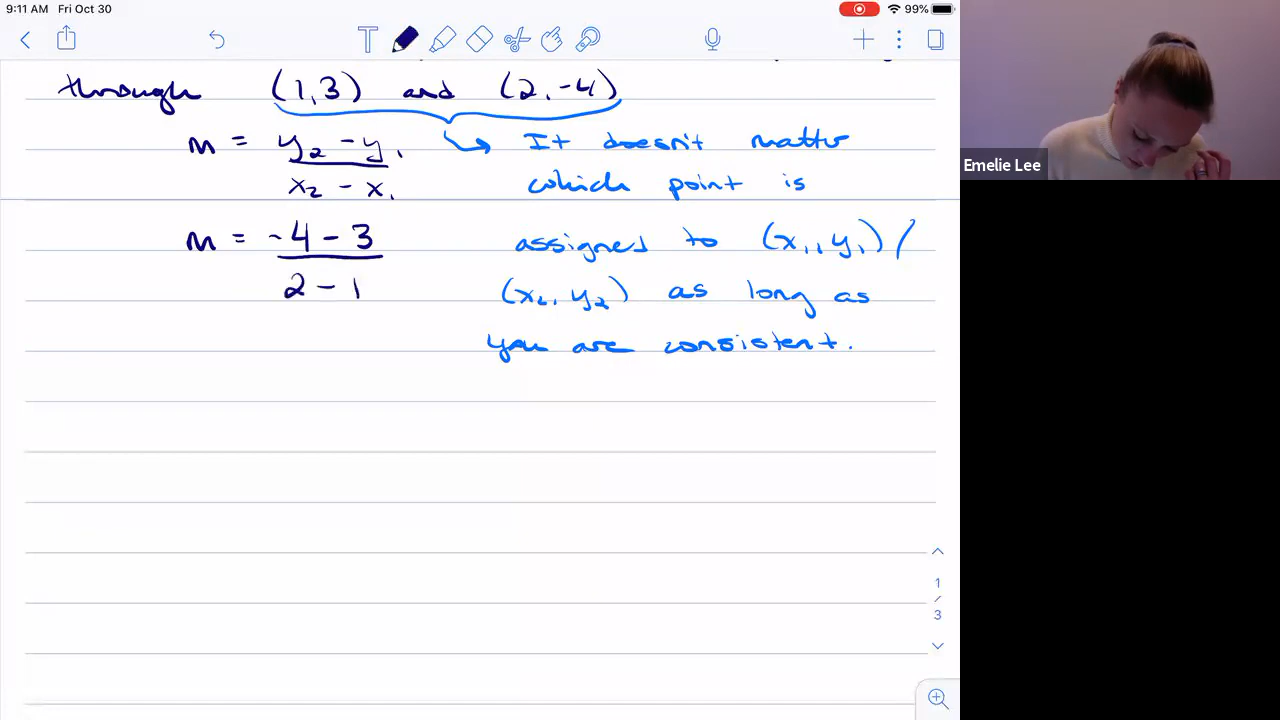 9:11 AM Fri Oct 30
99%
through (1,3) and (2,-4)
m = y₂ - y₁ / x₂ - x₁
It doesn't matter
which point is
m = -4 - 3 / 2 - 1
assigned to (x₁, y₁) /
(x₂, y₂) as long as
you are consistent.
Emelie Lee
1
/
3